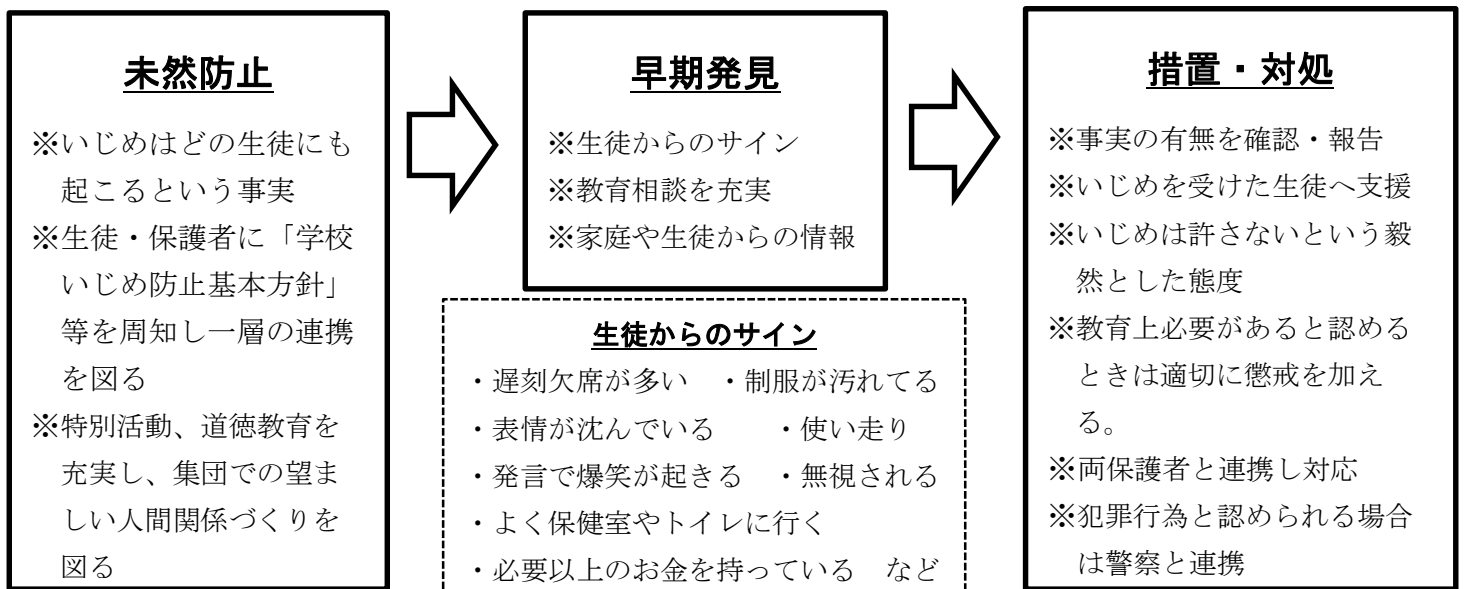 未然防止
※いじめはどの生徒にも
起こるという事実
※生徒・保護者に「学校
いじめ防止基本方針」
等を周知し一層の連携
を図る
※特別活動、道徳教育を
充実し、集団での望ま
しい人間関係づくりを
図る
早期発見
※生徒からのサイン
※教育相談を充実
※家庭や生徒からの情報
生徒からのサイン
・遅刻欠席が多い　・制服が汚れてる
・表情が沈んでいる　　・使い走り
・発言で爆笑が起きる　・無視される
・よく保健室やトイレに行く
・必要以上のお金を持っている　など
措置・対処
※事実の有無を確認・報告
※いじめを受けた生徒へ支援
※いじめは許さないという毅
然とした態度
※教育上必要があると認める
ときは適切に懲戒を加え
る。
※両保護者と連携し対応
※犯罪行為と認められる場合
は警察と連携